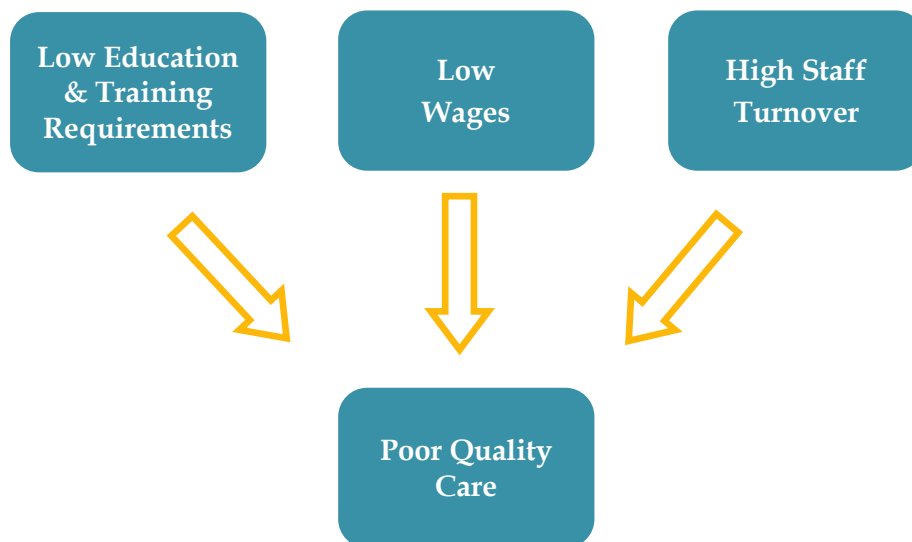 Low Education
& Training
Requirements
Low
Wages
High Staff
Turnover
Poor Quality
Care